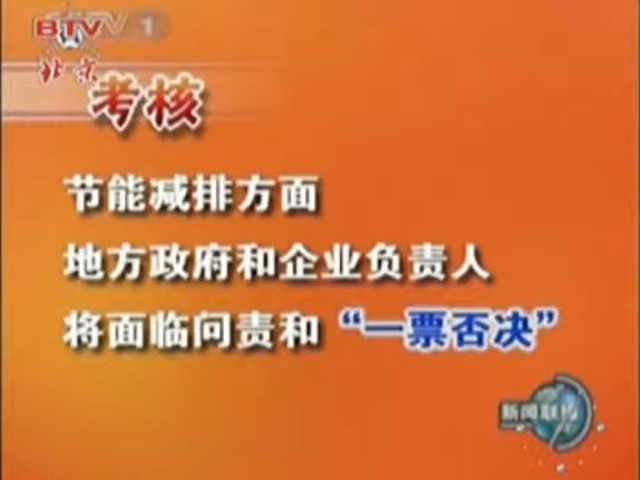 BTV 1
北京
考核
节能减排方面
地方政府和企业负责人
将面临问责和“一票否决”
新闻联播